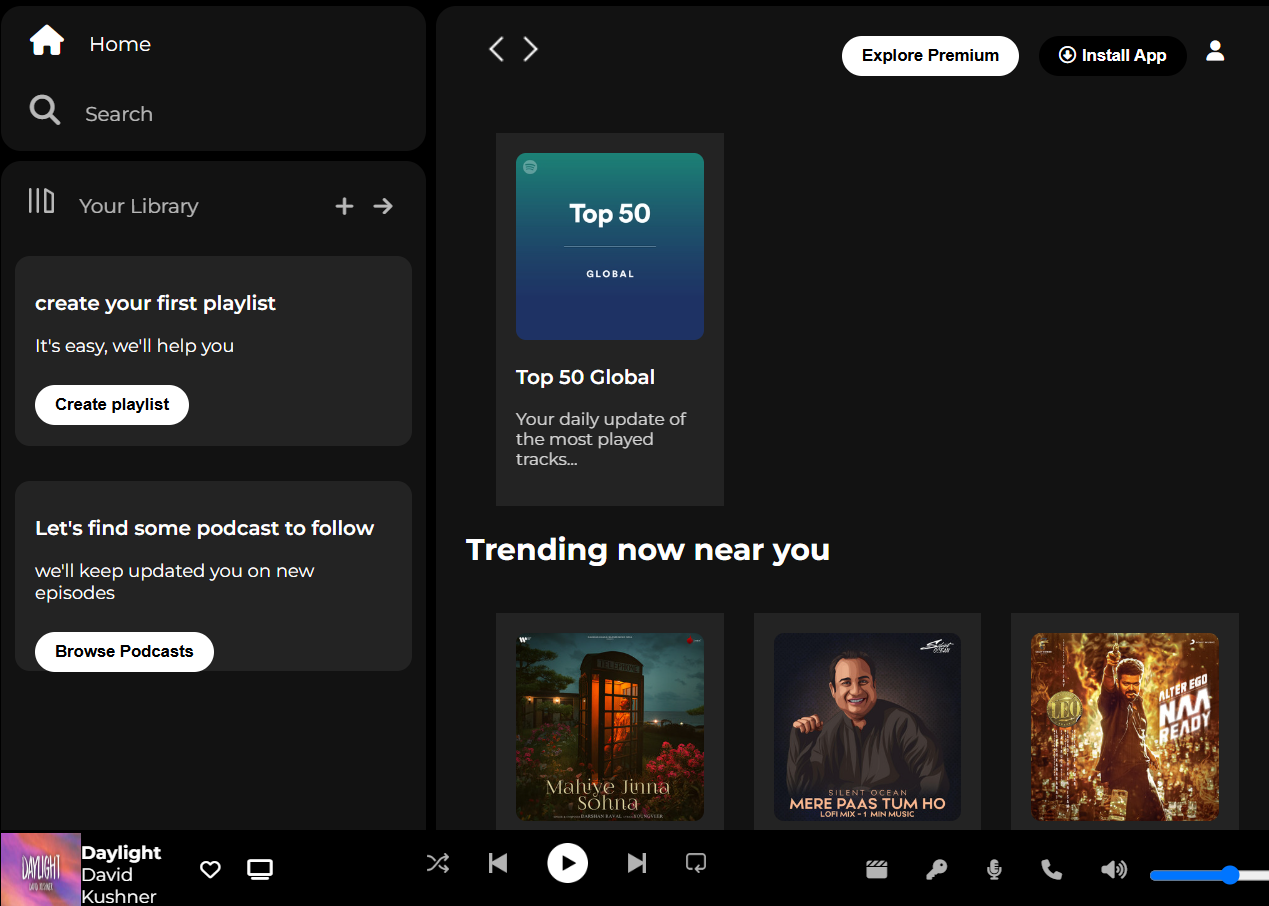 Home
Search
Your Library
create your first playlist
It's easy, we'll help you
Create playlist
Let's find some podcast to follow
we'll keep updated you on new
episodes
Browse Podcasts
Explore Premium
Install App
Top 50
GLOBAL
Top 50 Global
Your daily update of
the most played
tracks...
Trending now near you
Mahiye Jinna
Sohna
DARSHAN RAVAL
Silent
OCEAN
SILENT OCEAN
MERE PAAS TUM HO
LOFI MIX - 1 MIN MUSIC
LEO
ALTER EGO
NAA
READY
DAYLIGHT
DAVID KUSHNER
Daylight
David
Kushner